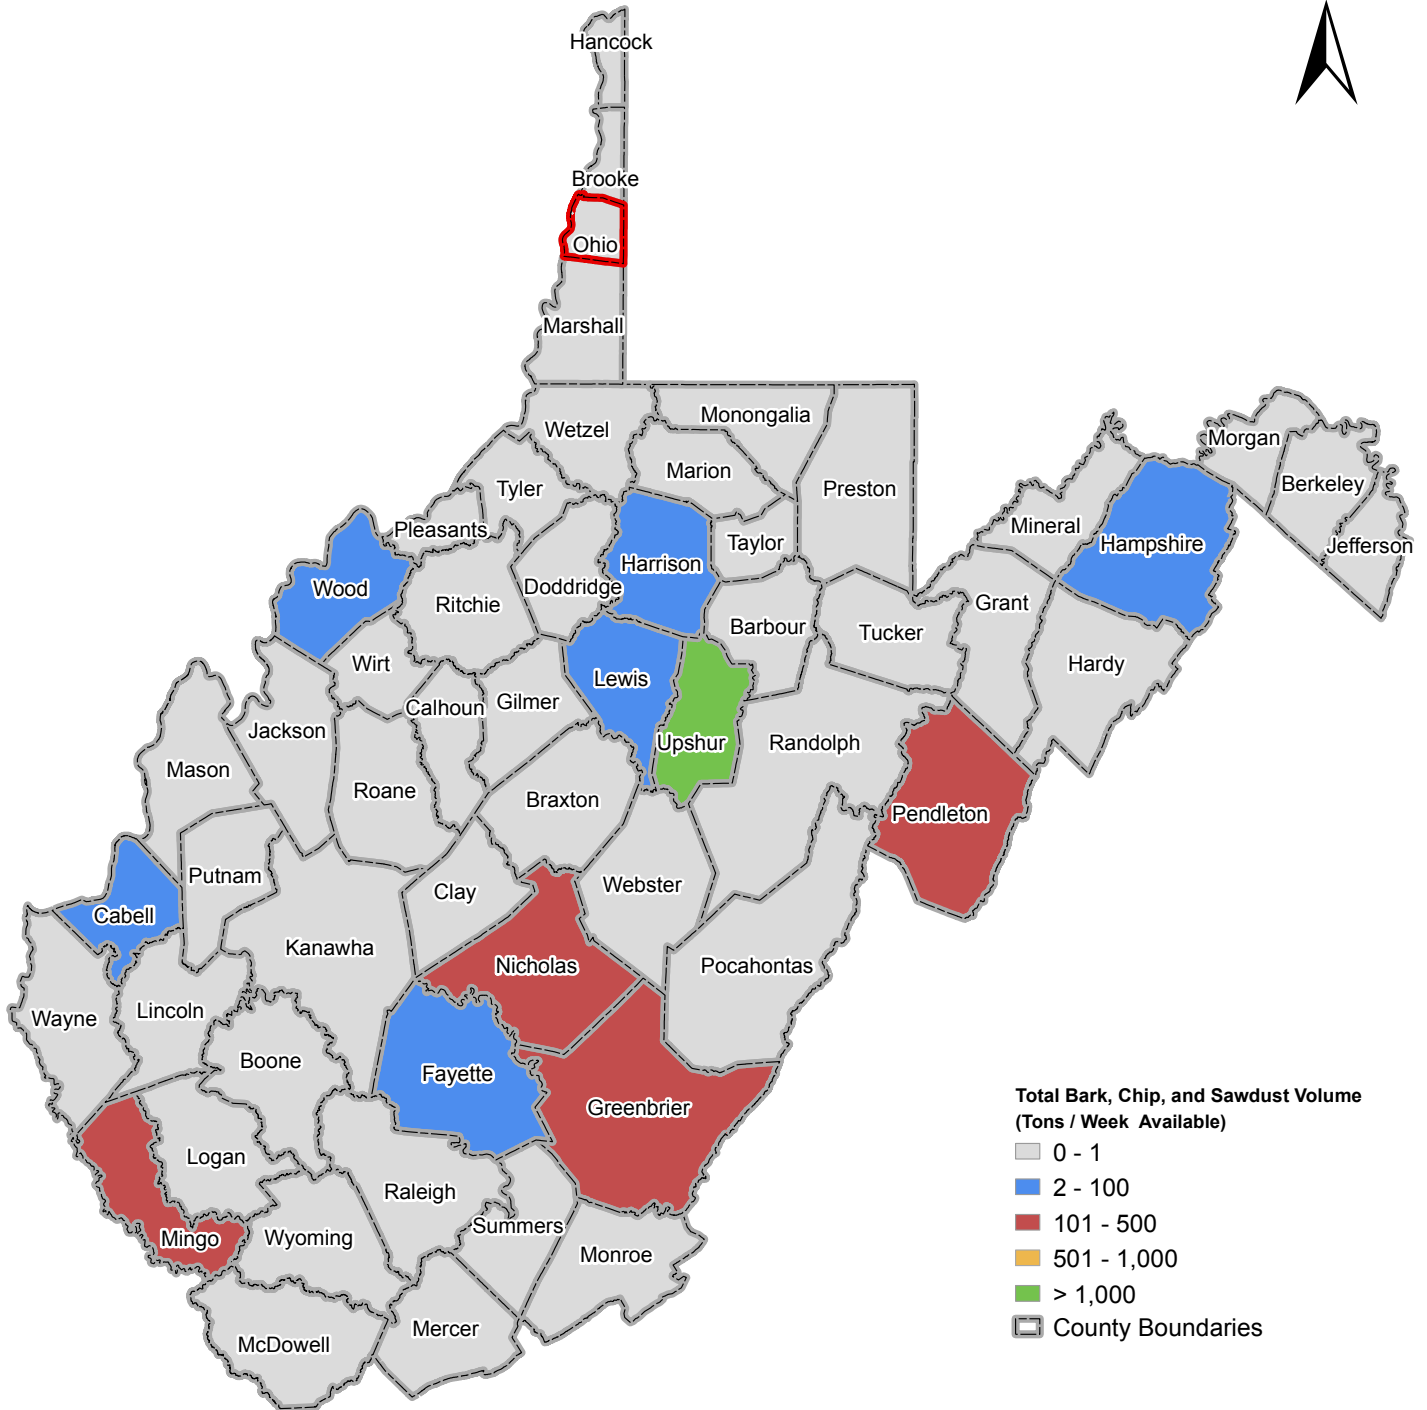 Hancock
Brooke
Ohio
Marshall
Wetzel
Monongalia
Marion
Tyler
Preston
Pleasants
Taylor
Morgan
Berkeley
Jefferson
Mineral
Hampshire
Harrison
Doddridge
Wood
Ritchie
Grant
Barbour
Tucker
Wirt
Lewis
Hardy
Gilmer
Calhoun
Jackson
Upshur
Randolph
Mason
Roane
Braxton
Pendleton
Putnam
Clay
Webster
Cabell
Kanawha
Nicholas
Pocahontas
Lincoln
Wayne
Boone
Fayette
Greenbrier
Logan
Raleigh
Summers
Mingo
Wyoming
Monroe
Mercer
McDowell
Total Bark, Chip, and Sawdust Volume
(Tons / Week Available)
0 - 1
2 - 100
101 - 500
501 - 1,000
> 1,000
County Boundaries